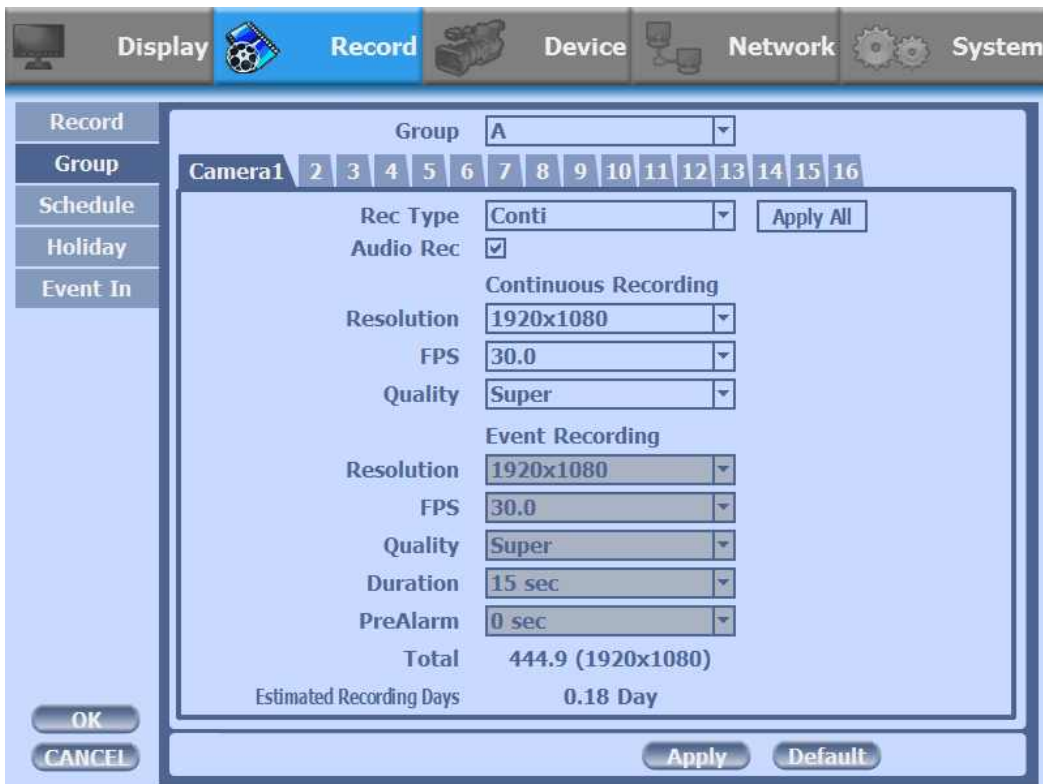 Display Record Device Network System
Record
Group
Schedule
Holiday
Event In
Group A
Camera1 2 3 4 5 6 7 8 9 10 11 12 13 14 15 16
Rec Type Conti Apply All
Audio Rec
Continuous Recording
Resolution 1920x1080
FPS 30.0
Quality Super
Event Recording
Resolution 1920x1080
FPS 30.0
Quality Super
Duration 15 sec
PreAlarm 0 sec
Total 444.9 (1920x1080)
Estimated Recording Days 0.18 Day
OK
CANCEL
Apply Default